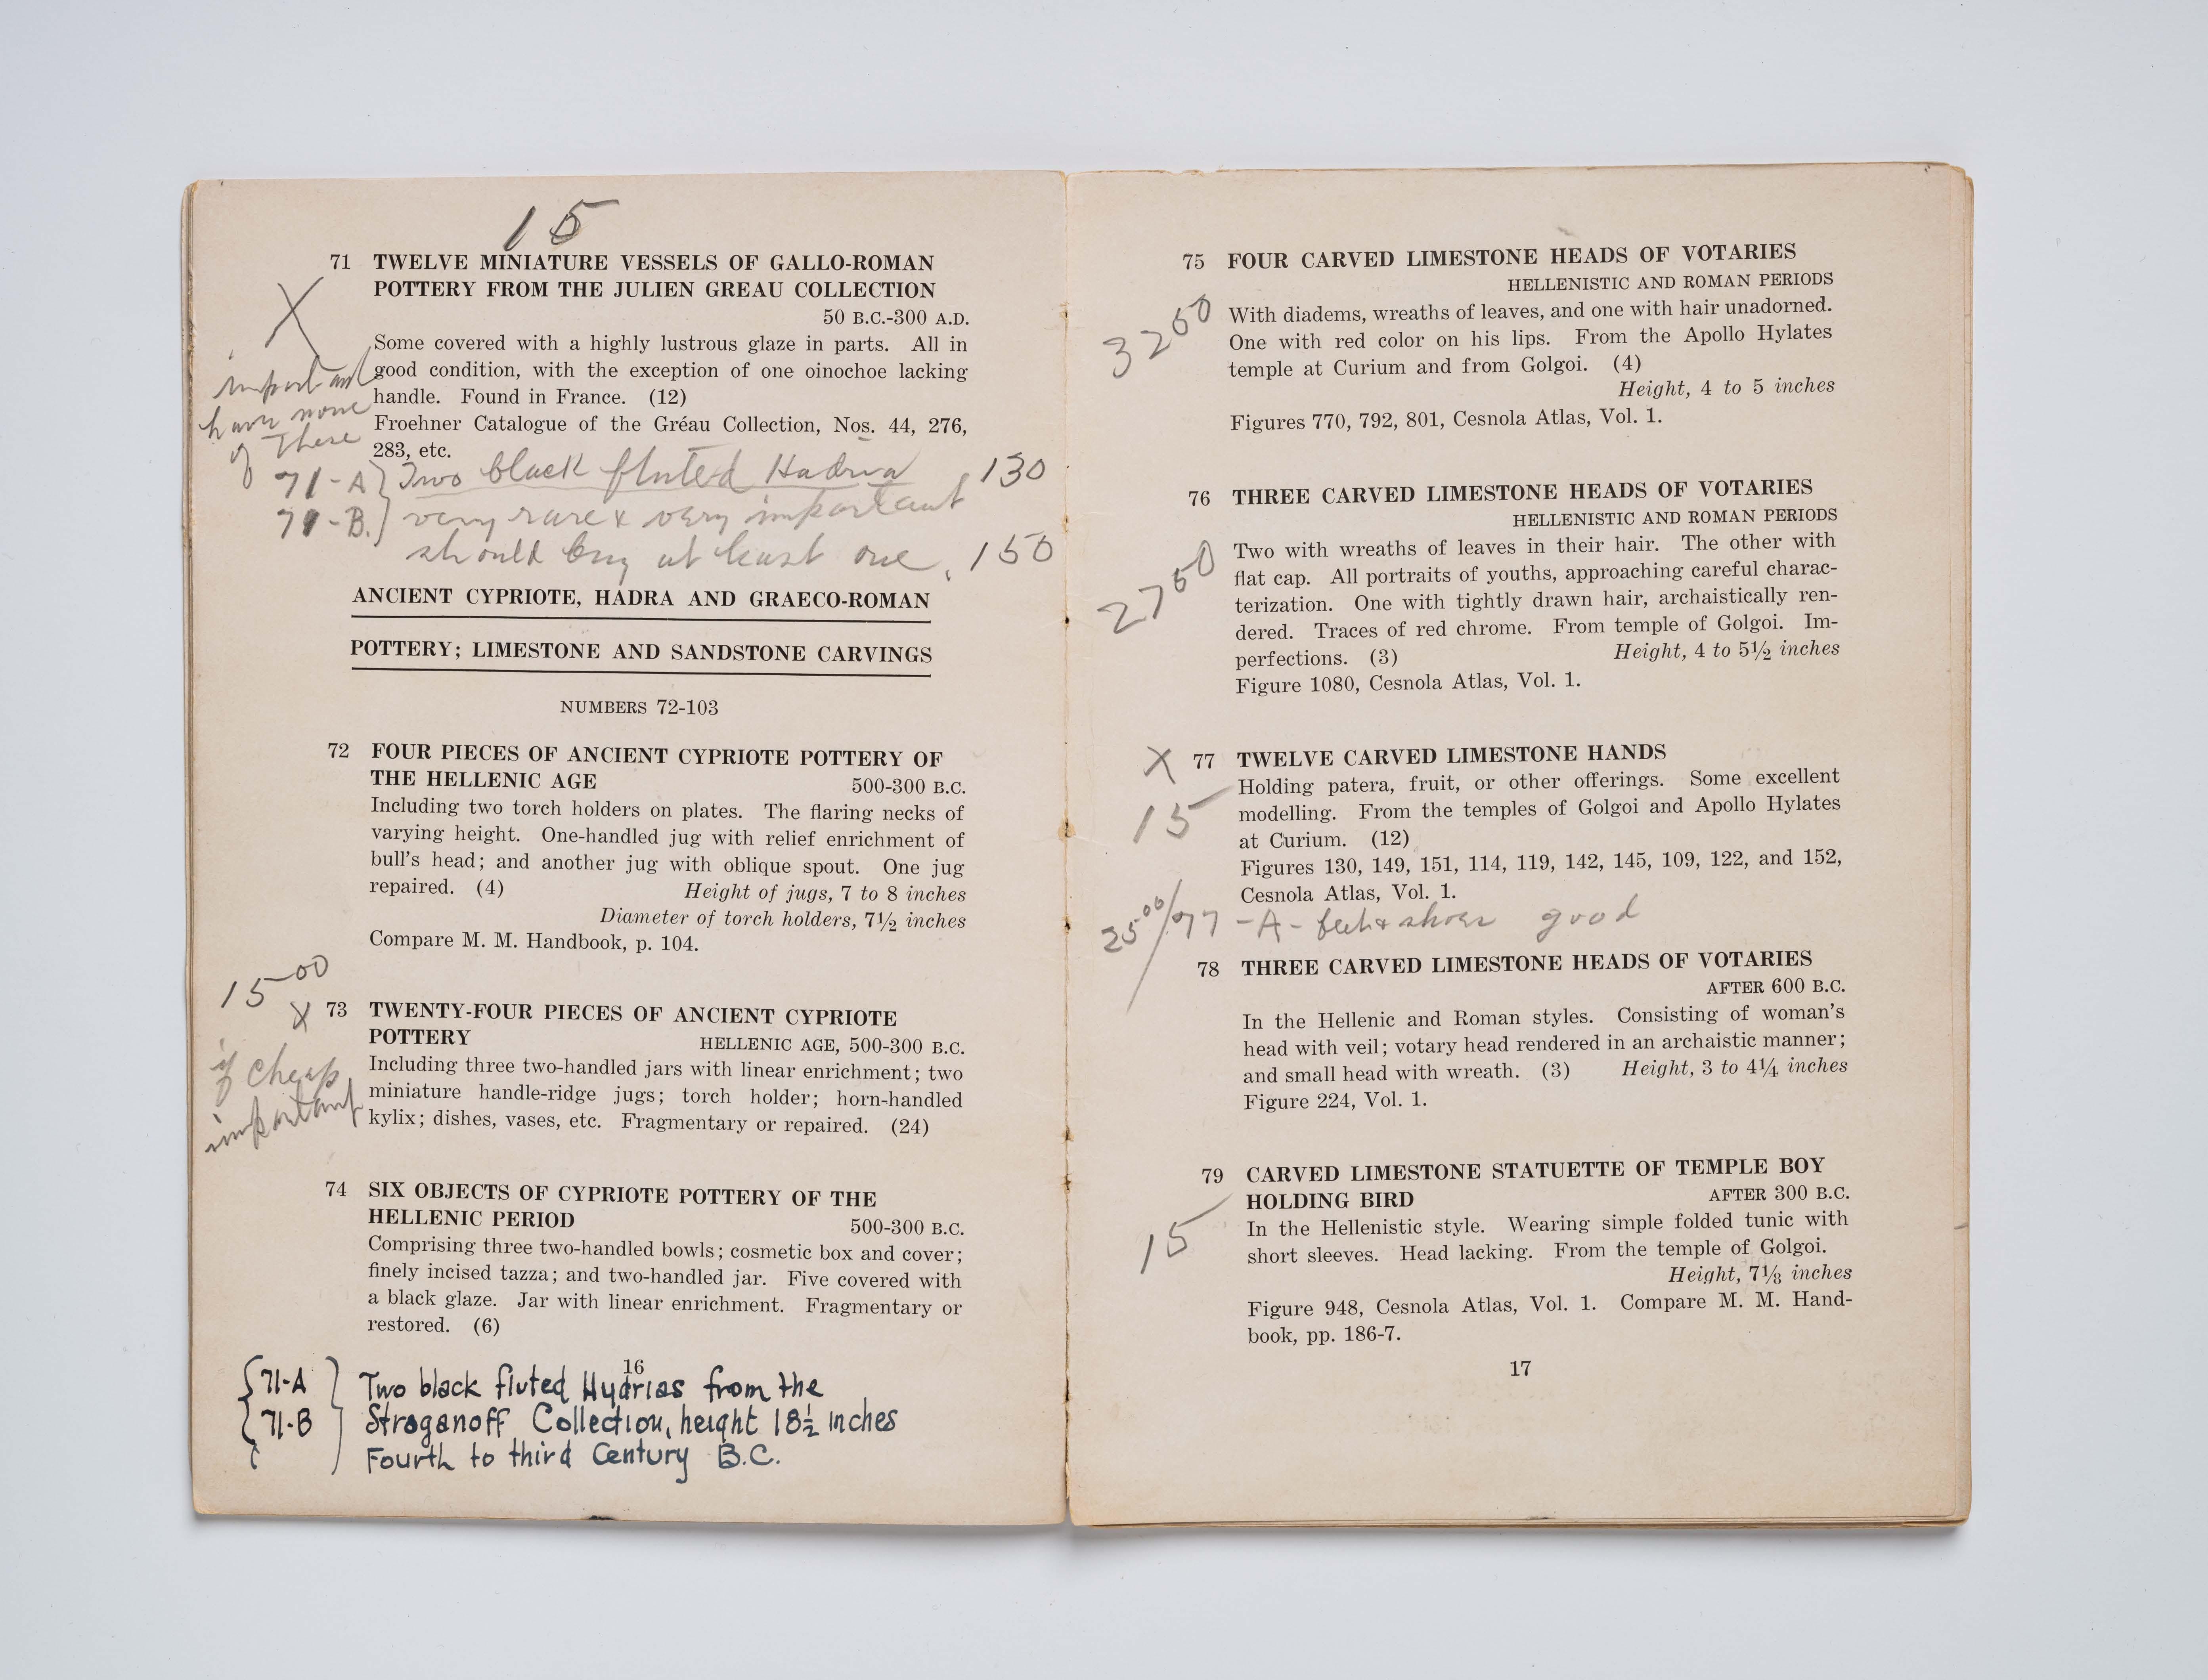 15
71 TWELVE MINIATURE VESSELS OF GALLO-ROMAN
POTTERY FROM THE JULIEN GREAU COLLECTION
50 B.C.-300 A.D.
X
Some covered with a highly lustrous glaze in parts. All in
good condition, with the exception of one oinochoe lacking
handle. Found in France. (12)
Froehner Catalogue of the Gréau Collection, Nos. 44, 276,
283, etc.
important
have none
of these
71-A } Two black fluted Hadria 130
71-B. } very rare & very important
should buy at least one, 150
ANCIENT CYPRIOTE, HADRA AND GRAECO-ROMAN
POTTERY; LIMESTONE AND SANDSTONE CARVINGS
NUMBERS 72-103
72 FOUR PIECES OF ANCIENT CYPRIOTE POTTERY OF
THE HELLENIC AGE 500-300 B.C.
Including two torch holders on plates. The flaring necks of
varying height. One-handled jug with relief enrichment of
bull's head; and another jug with oblique spout. One jug
repaired. (4) Height of jugs, 7 to 8 inches
Diameter of torch holders, 7½ inches
Compare M. M. Handbook, p. 104.
15 00
X 73 TWENTY-FOUR PIECES OF ANCIENT CYPRIOTE
POTTERY HELLENIC AGE, 500-300 B.C.
Including three two-handled jars with linear enrichment; two
miniature handle-ridge jugs; torch holder; horn-handled
kylix; dishes, vases, etc. Fragmentary or repaired. (24)
if cheap
important
74 SIX OBJECTS OF CYPRIOTE POTTERY OF THE
HELLENIC PERIOD 500-300 B.C.
Comprising three two-handled bowls; cosmetic box and cover;
finely incised tazza; and two-handled jar. Five covered with
a black glaze. Jar with linear enrichment. Fragmentary or
restored. (6)
16
{71-A } Two black fluted Hydrias from the
{71-B } Stroganoff Collection, height 18½ inches
Fourth to third Century B.C.
75 FOUR CARVED LIMESTONE HEADS OF VOTARIES
HELLENISTIC AND ROMAN PERIODS
32 50
With diadems, wreaths of leaves, and one with hair unadorned.
One with red color on his lips. From the Apollo Hylates
temple at Curium and from Golgoi. (4)
Height, 4 to 5 inches
Figures 770, 792, 801, Cesnola Atlas, Vol. 1.
76 THREE CARVED LIMESTONE HEADS OF VOTARIES
HELLENISTIC AND ROMAN PERIODS
27 50
Two with wreaths of leaves in their hair. The other with
flat cap. All portraits of youths, approaching careful charac-
terization. One with tightly drawn hair, archaistically ren-
dered. Traces of red chrome. From temple of Golgoi. Im-
perfections. (3) Height, 4 to 5½ inches
Figure 1080, Cesnola Atlas, Vol. 1.
X 77 TWELVE CARVED LIMESTONE HANDS
15
Holding patera, fruit, or other offerings. Some excellent
modelling. From the temples of Golgoi and Apollo Hylates
at Curium. (12)
Figures 130, 149, 151, 114, 119, 142, 145, 109, 122, and 152,
Cesnola Atlas, Vol. 1.
25 00 / 77 - A - feet & shoes good
78 THREE CARVED LIMESTONE HEADS OF VOTARIES
AFTER 600 B.C.
In the Hellenic and Roman styles. Consisting of woman's
head with veil; votary head rendered in an archaistic manner;
and small head with wreath. (3) Height, 3 to 4¼ inches
Figure 224, Vol. 1.
79 CARVED LIMESTONE STATUETTE OF TEMPLE BOY
HOLDING BIRD AFTER 300 B.C.
15
In the Hellenistic style. Wearing simple folded tunic with
short sleeves. Head lacking. From the temple of Golgoi.
Height, 7⅛ inches
Figure 948, Cesnola Atlas, Vol. 1. Compare M. M. Hand-
book, pp. 186-7.
17